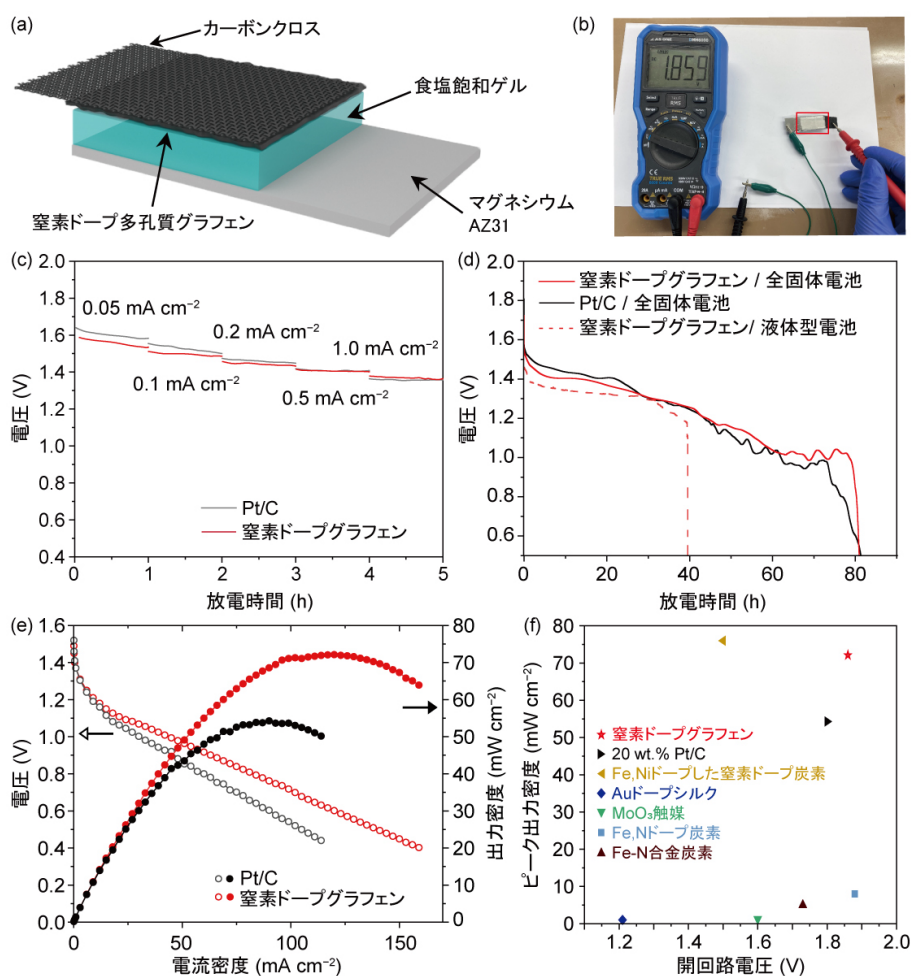 (a)
カーボンクロス
食塩飽和ゲル
窒素ドープ多孔質グラフェン
マグネシウム
AZ31
(b)
1.859
TRUE RMS
COM
(c)
2.0
1.8
1.6
1.4
1.2
1.0
0.8
0.6
0.4
電圧 (V)
0.05 mA cm⁻²
0.2 mA cm⁻²
1.0 mA cm⁻²
0.1 mA cm⁻²
0.5 mA cm⁻²
Pt/C
窒素ドープグラフェン
0 1 2 3 4 5
放電時間 (h)
(d)
窒素ドープグラフェン / 全固体電池
Pt/C / 全固体電池
窒素ドープグラフェン/ 液体型電池
2.0
1.8
1.4
1.0
0.6
電圧 (V)
0 20 40 60 80
放電時間 (h)
(e)
1.6
1.4
1.2
1.0
0.8
0.6
0.4
0.2
0.0
電圧 (V)
80
70
60
50
40
30
20
10
0
出力密度 (mW cm⁻²)
Pt/C
窒素ドープグラフェン
0 50 100 150
電流密度 (mA cm⁻²)
(f)
80
70
60
50
40
30
20
10
0
ピーク出力密度 (mW cm⁻²)
窒素ドープグラフェン
20 wt.% Pt/C
Fe,Niドープした窒素ドープ炭素
Auドープシルク
MoO₃触媒
Fe,Nドープ炭素
Fe-N合金炭素
1.2 1.4 1.6 1.8 2.0
開回路電圧 (V)